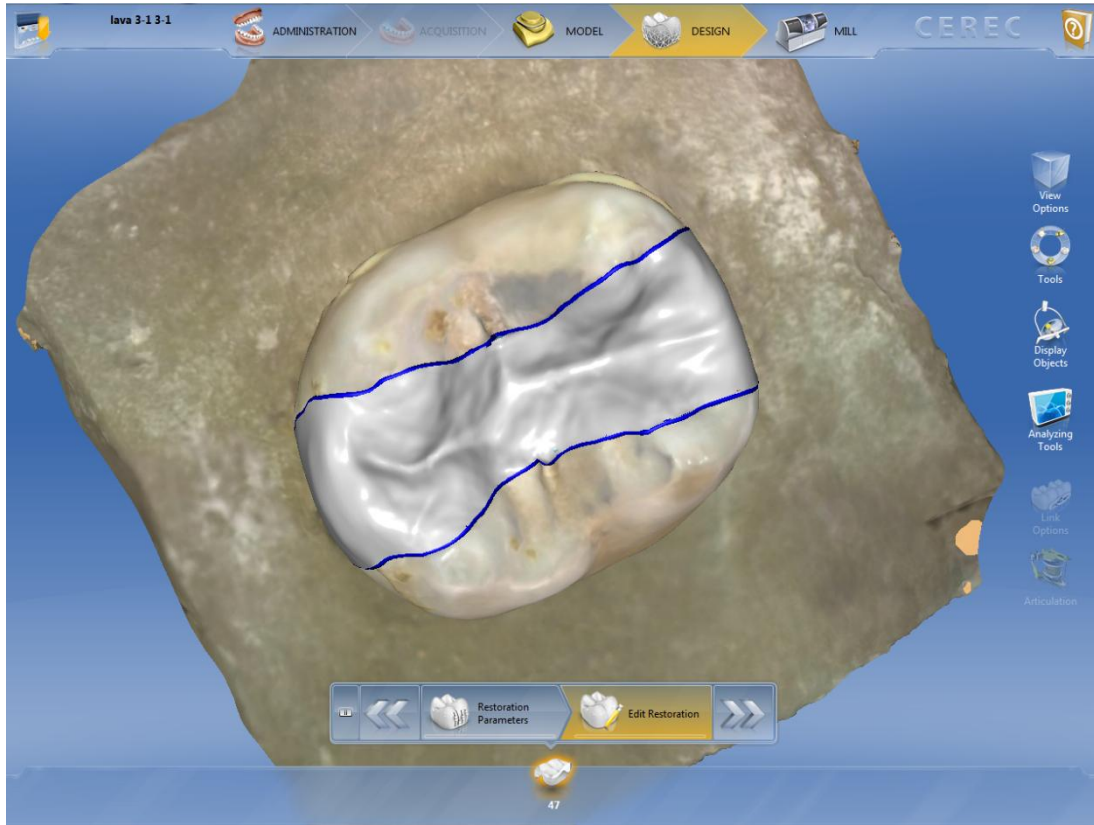 lava 3-1 3-1
ADMINISTRATION
ACQUISITION
MODEL
DESIGN
MILL
CEREC
?
View
Options
Tools
Display
Objects
Analyzing
Tools
Link
Options
Articulation
Restoration
Parameters
Edit Restoration
47